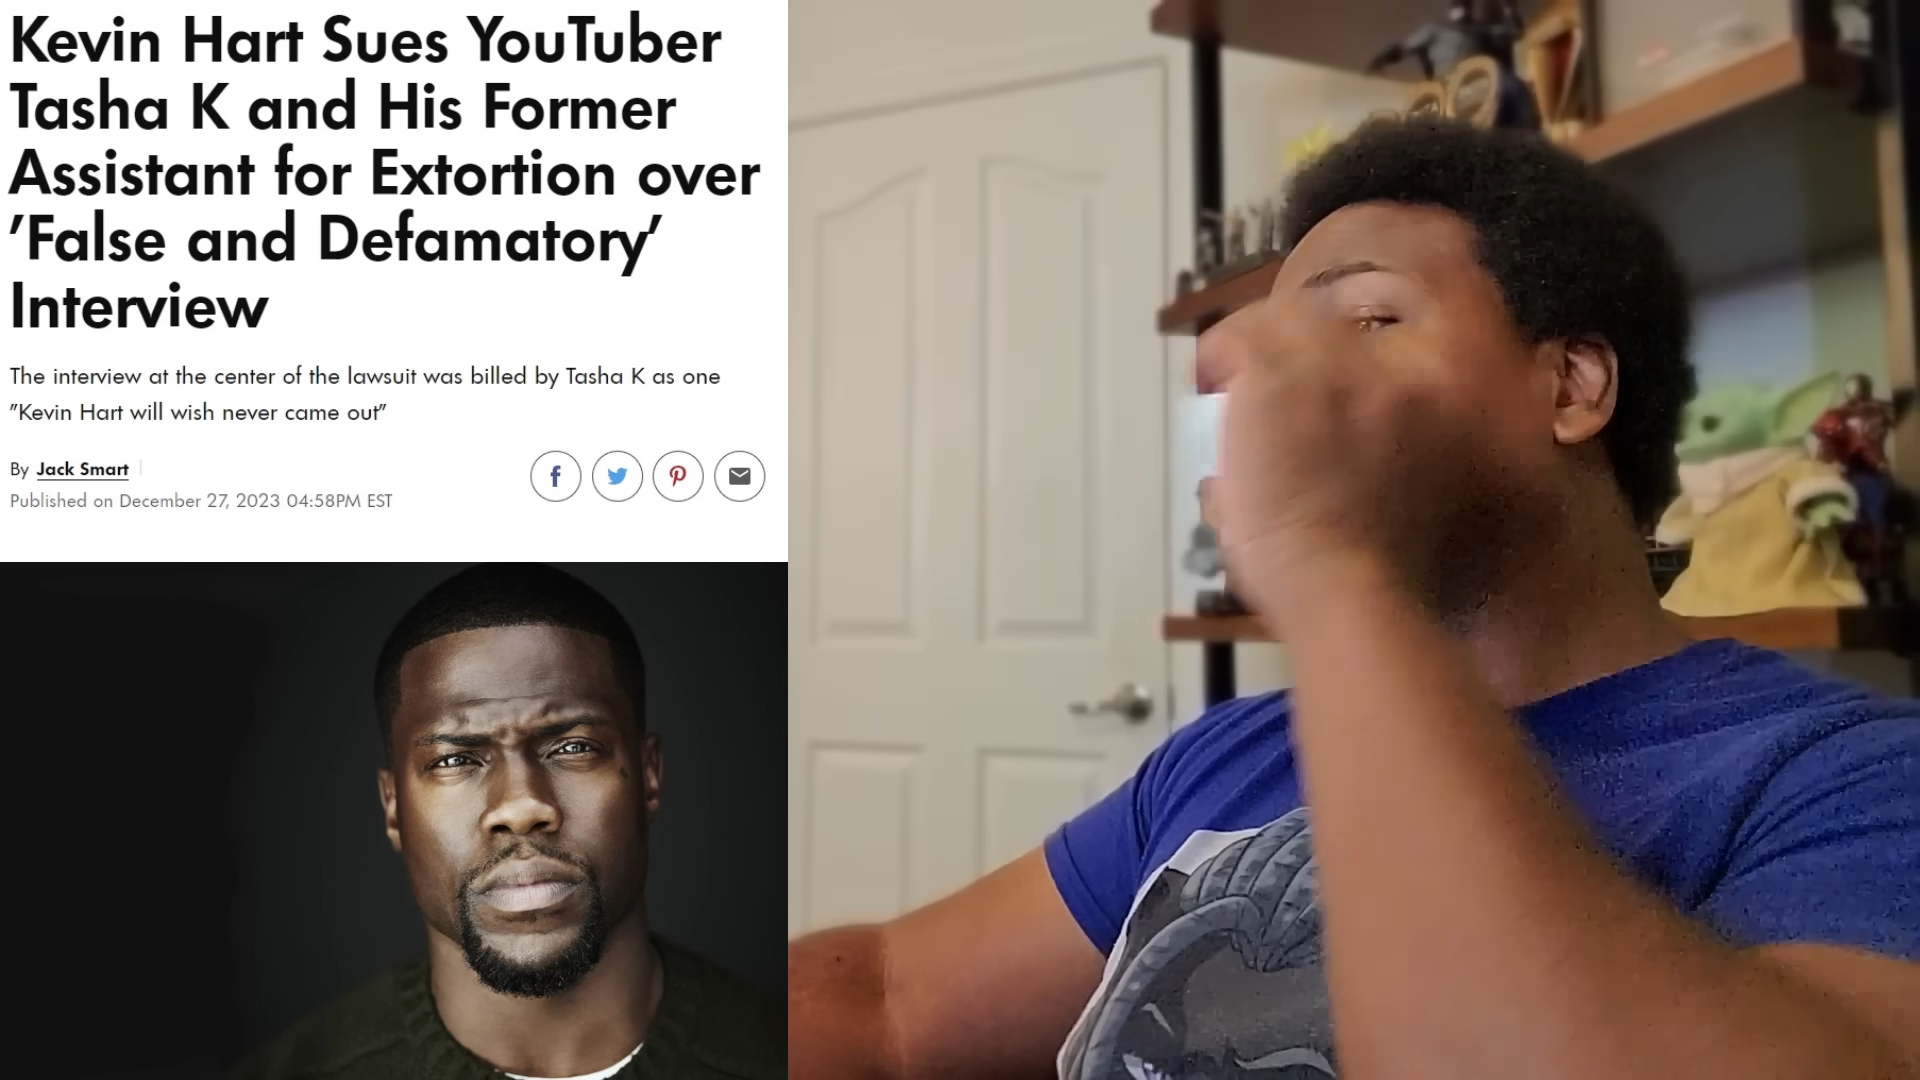 Kevin Hart Sues YouTuber
Tasha K and His Former
Assistant for Extortion over
'False and Defamatory'
Interview
The interview at the center of the lawsuit was billed by Tasha K as one
"Kevin Hart will wish never came out"
By Jack Smart
Published on December 27, 2023 04:58PM EST